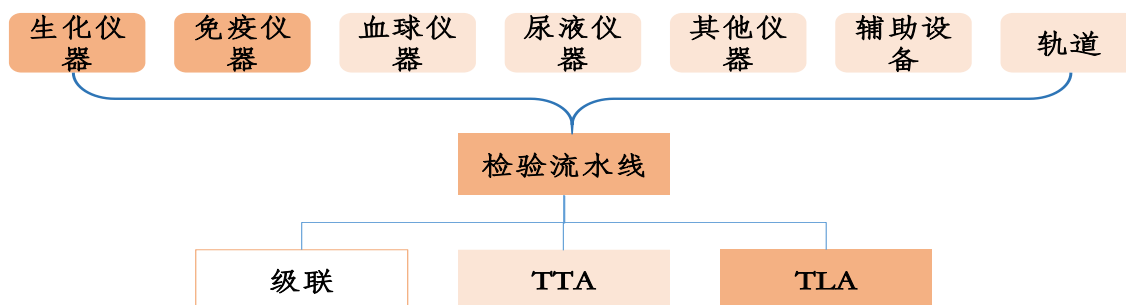 生化仪
器
免疫仪
器
血球仪
器
尿液仪
器
其他仪
器
辅助设
备
轨道
检验流水线
级联
TTA
TLA